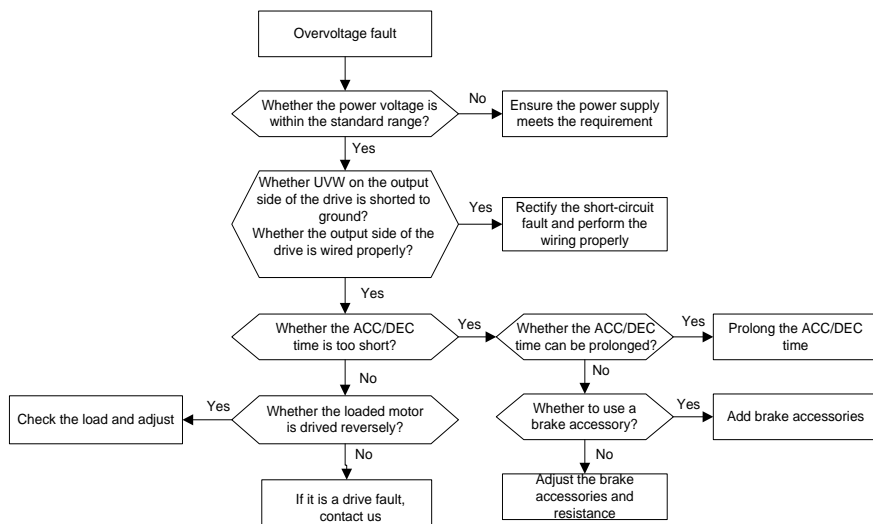 Overvoltage fault
Whether the power voltage is
within the standard range?
No
Ensure the power supply
meets the requirement
Yes
Whether UVW on the output
side of the drive is shorted to
ground?
Whether the output side of the
drive is wired properly?
Yes
Rectify the short-circuit
fault and perform the
wiring properly
Yes
Whether the ACC/DEC
time is too short?
Yes
Whether the ACC/DEC
time can be prolonged?
Yes
Prolong the ACC/DEC
time
No
No
Check the load and adjust
Yes
Whether the loaded motor
is drived reversely?
Whether to use a
brake accessory?
Yes
Add brake accessories
No
No
If it is a drive fault,
contact us
Adjust the brake
accessories and
resistance